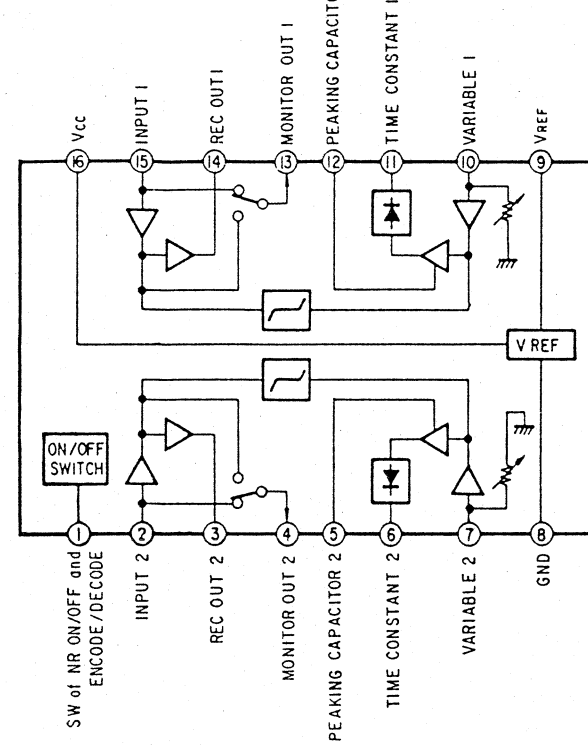 Vcc
INPUT 1
REC OUT 1
MONITOR OUT 1
PEAKING CAPACITO
TIME CONSTANT 1
VARIABLE 1
VREF
16
15
14
13
12
11
10
9
V REF
ON/OFF
SWITCH
1
2
3
4
5
6
7
8
SW of NR ON/OFF and
ENCODE/DECODE
INPUT 2
REC OUT 2
MONITOR OUT 2
PEAKING CAPACITOR 2
TIME CONSTANT 2
VARIABLE 2
GND